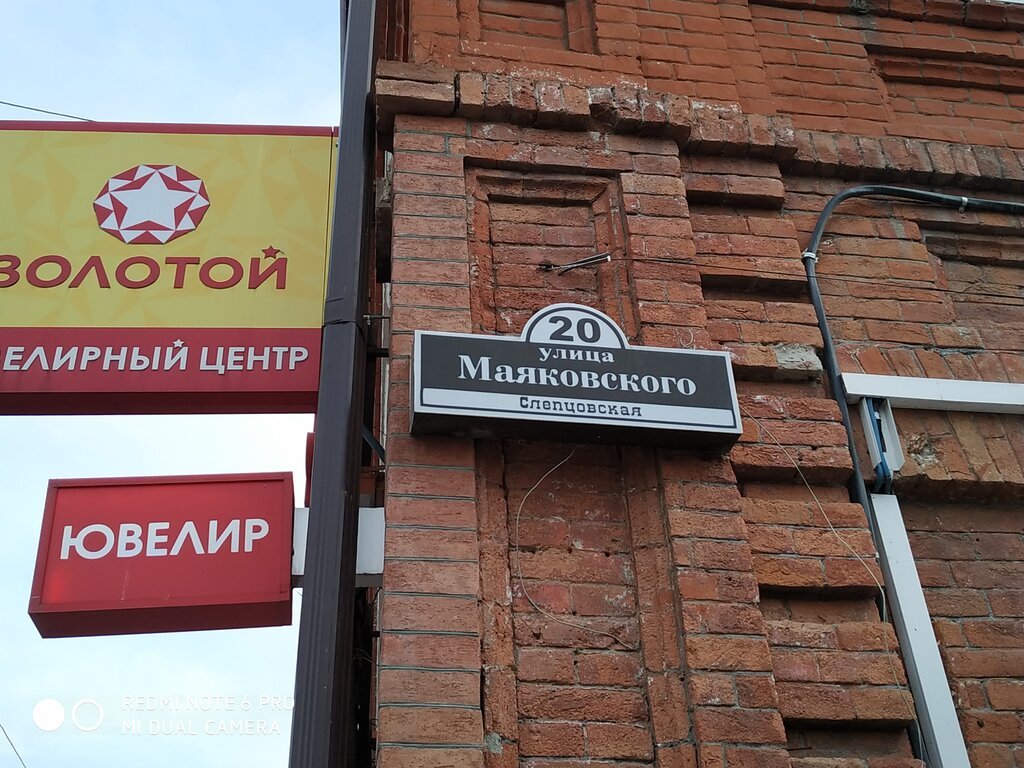 ЗОЛОТОЙ
ЕЛИРНЫЙ ЦЕНТР
ЮВЕЛИР
20
улица
Маяковского
Слепцовская
REDMI NOTE 6 PRO
MI DUAL CAMERA